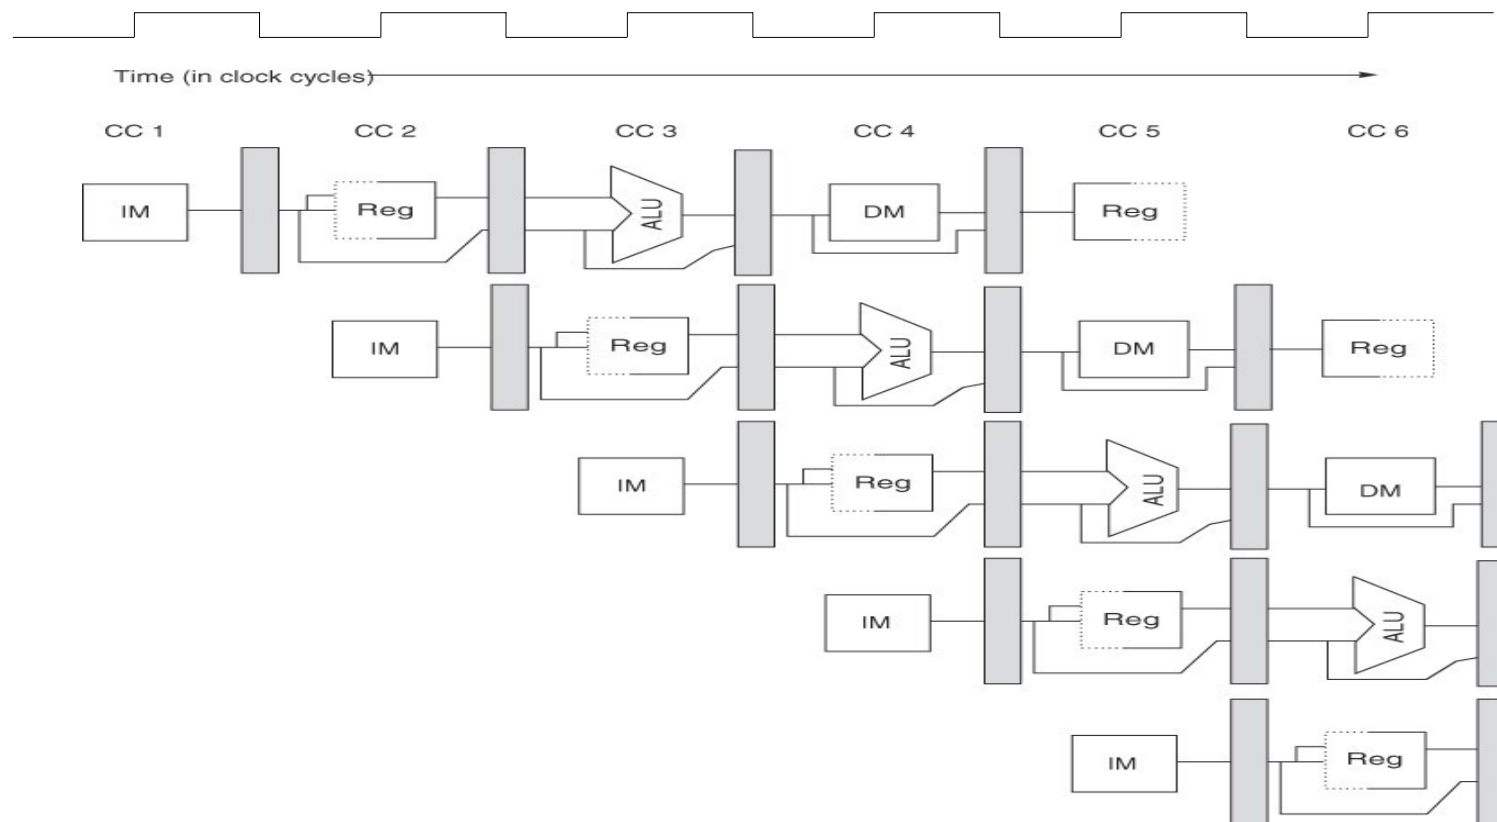 Time (in clock cycles)
CC 1 CC 2 CC 3 CC 4 CC 5 CC 6
IM Reg ALU DM Reg
IM Reg ALU DM Reg
IM Reg ALU DM
IM Reg ALU
IM Reg